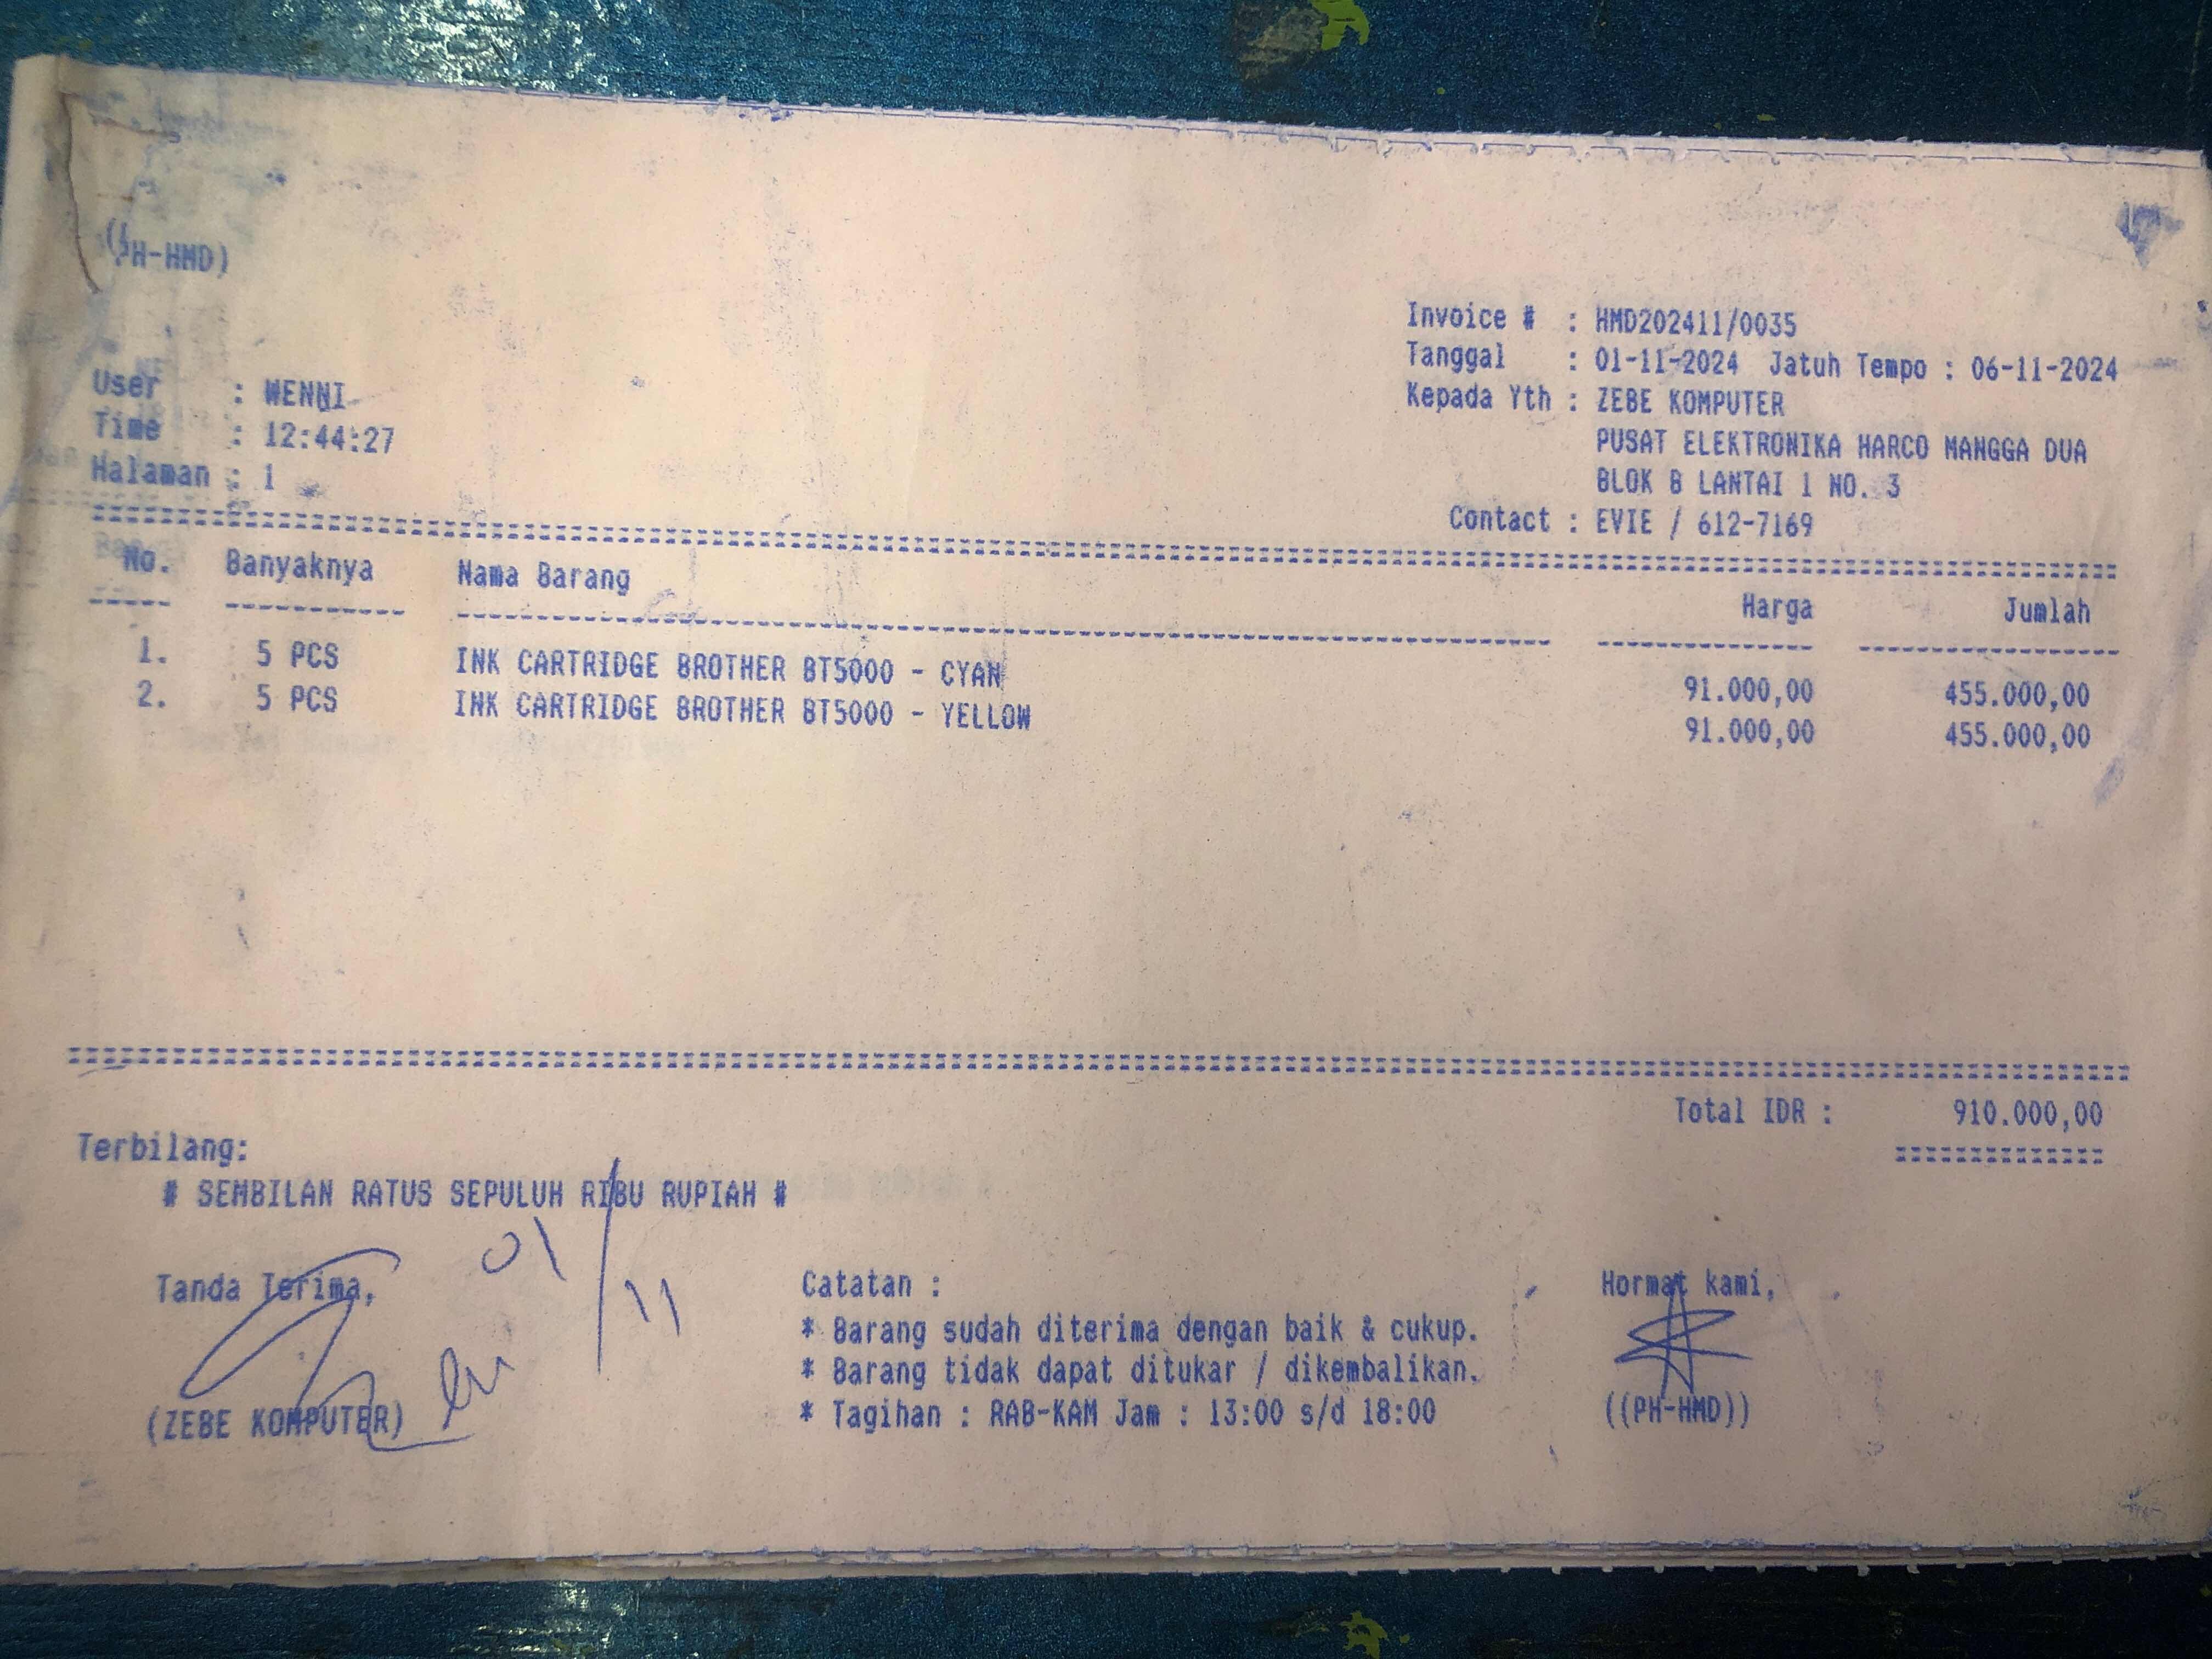 (PH-HMD)
Invoice # : HMD202411/0035
Tanggal : 01-11-2024 Jatuh Tempo : 06-11-2024
Kepada Yth : ZEBE KOMPUTER
PUSAT ELEKTRONIKA HARCO MANGGA DUA
BLOK B LANTAI 1 NO. 3
Contact : EVIE / 612-7169
User : WENNI
Time : 12:44:27
Halaman : 1
No. Banyaknya Nama Barang Harga Jumlah
1. 5 PCS INK CARTRIDGE BROTHER BT5000 - CYAN 91.000,00 455.000,00
2. 5 PCS INK CARTRIDGE BROTHER BT5000 - YELLOW 91.000,00 455.000,00
Total IDR : 910.000,00
Terbilang:
# SEMBILAN RATUS SEPULUH RIBU RUPIAH #
01/11
Tanda Terima,
(ZEBE KOMPUTER)
Catatan :
* Barang sudah diterima dengan baik & cukup.
* Barang tidak dapat ditukar / dikembalikan.
* Tagihan : RAB-KAM Jam : 13:00 s/d 18:00
Hormat kami,
((PH-HMD))